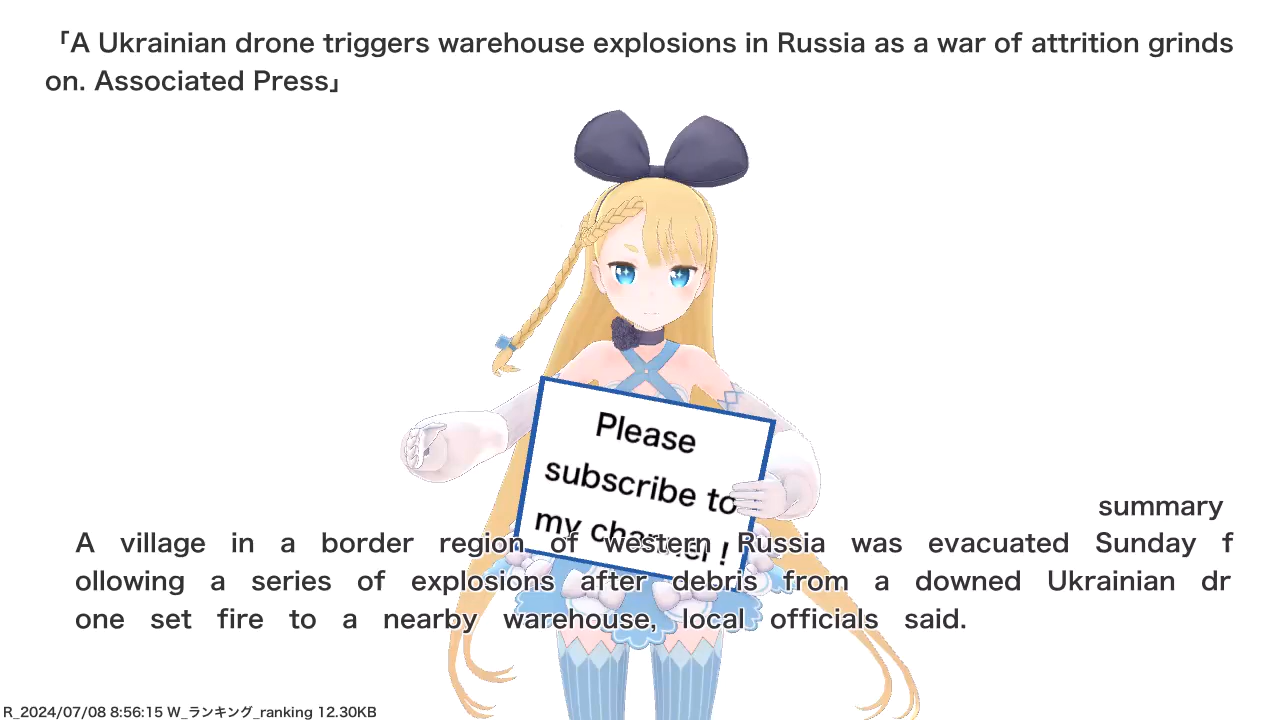 「A Ukrainian drone triggers warehouse explosions in Russia as a war of attrition grinds
on. Associated Press」
Please
subscribe to
my channel !
summary
A village in a border region of western Russia was evacuated Sunday f
ollowing a series of explosions after debris from a downed Ukrainian dr
one set fire to a nearby warehouse, local officials said.
R_2024/07/08 8:56:15 W_ランキング_ranking 12.30KB